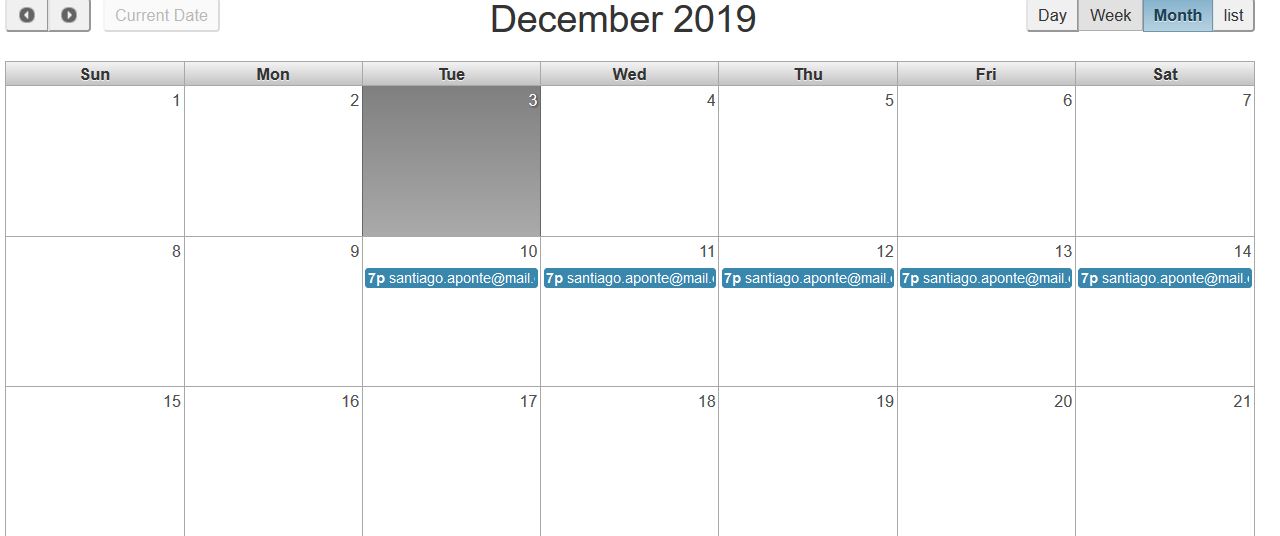 Current Date December 2019 Day Week Month list
Sun Mon Tue Wed Thu Fri Sat
1 2 3 4 5 6 7
8 9 10 11 12 13 14
7p santiago.aponte@mail. 7p santiago.aponte@mail. 7p santiago.aponte@mail. 7p santiago.aponte@mail. 7p santiago.aponte@mail.
15 16 17 18 19 20 21